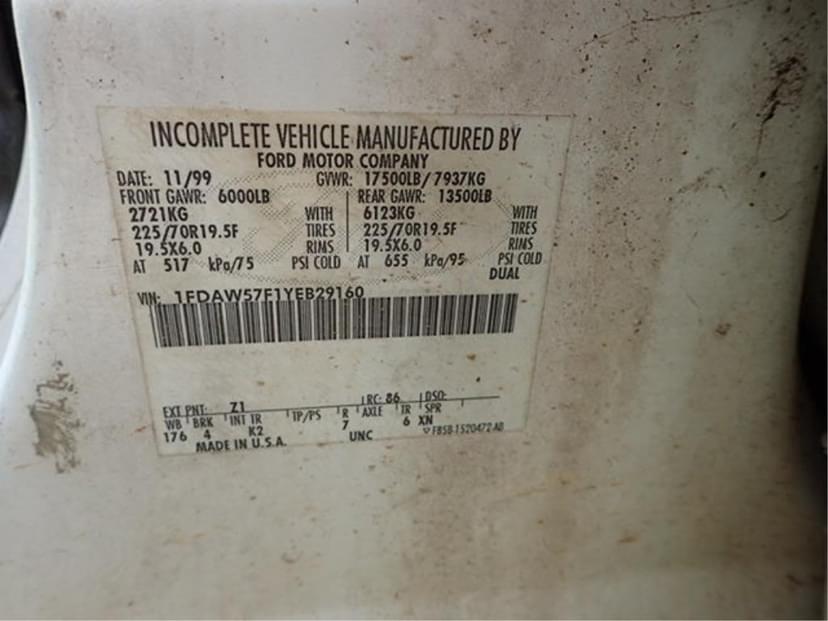 INCOMPLETE VEHICLE MANUFACTURED BY
FORD MOTOR COMPANY
DATE: 11/99 GVWR: 17500LB/7937KG
FRONT GAWR: 6000LB REAR GAWR: 13500LB
2721KG WITH 6123KG WITH
225/70R19.5F TIRES 225/70R19.5F TIRES
19.5X6.0 RIMS 19.5X6.0 RIMS
AT 517 kPa/75 PSI COLD AT 655 kPa/95 PSI COLD
DUAL
VIN: 1FDAW57F1YEB29160
EXT PNT: Z1 RC: 86 DSO:
WB BRK INT TR TP/PS R AXLE TR SPR
176 4 K2 7 6 XN
MADE IN U.S.A. UNC F85B-1520472-AB